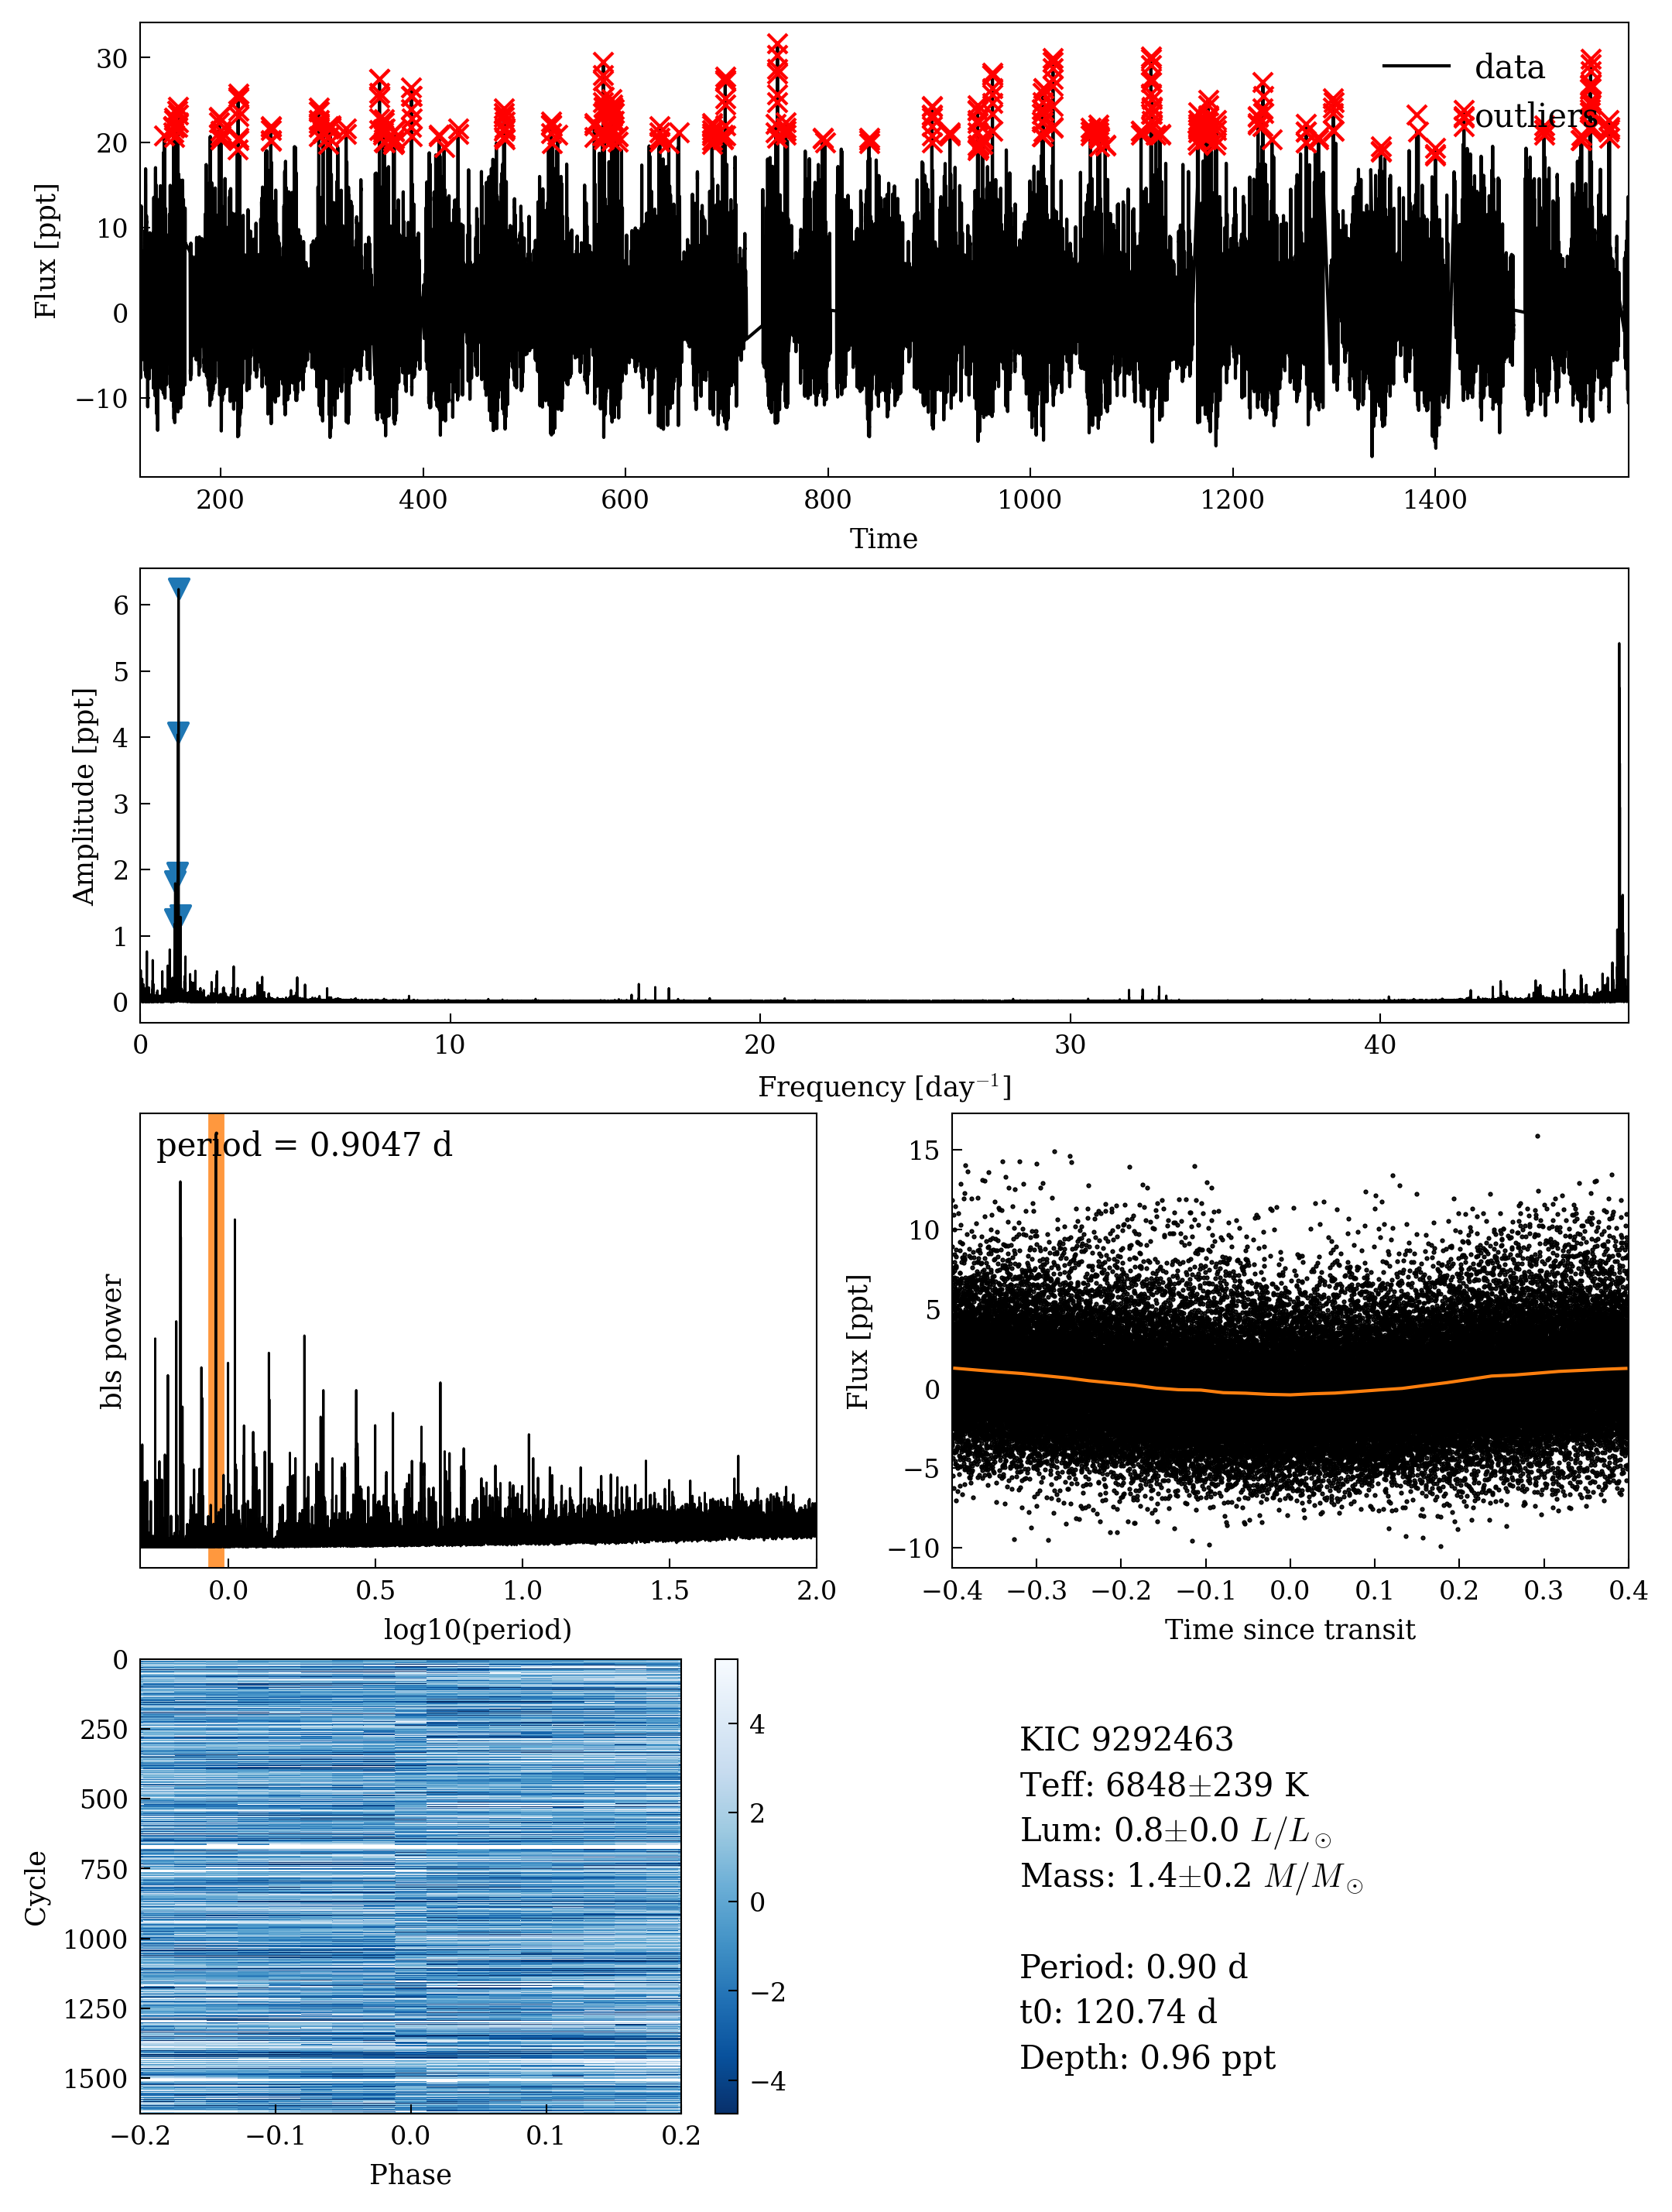 data
outliers
30
20
10
0
−10
Flux [ppt]
200 400 600 800 1000 1200 1400
Time
6
5
4
3
2
1
0
Amplitude [ppt]
0 10 20 30 40
Frequency [day⁻¹]
period = 0.9047 d
bls power
0.0 0.5 1.0 1.5 2.0
log10(period)
15
10
5
0
−5
−10
Flux [ppt]
−0.4 −0.3 −0.2 −0.1 0.0 0.1 0.2 0.3 0.4
Time since transit
0
250
500
750
1000
1250
1500
Cycle
−0.2 −0.1 0.0 0.1 0.2
Phase
4
2
0
−2
−4
KIC 9292463
Teff: 6848±239 K
Lum: 0.8±0.0 L/L⊙
Mass: 1.4±0.2 M/M⊙
Period: 0.90 d
t0: 120.74 d
Depth: 0.96 ppt